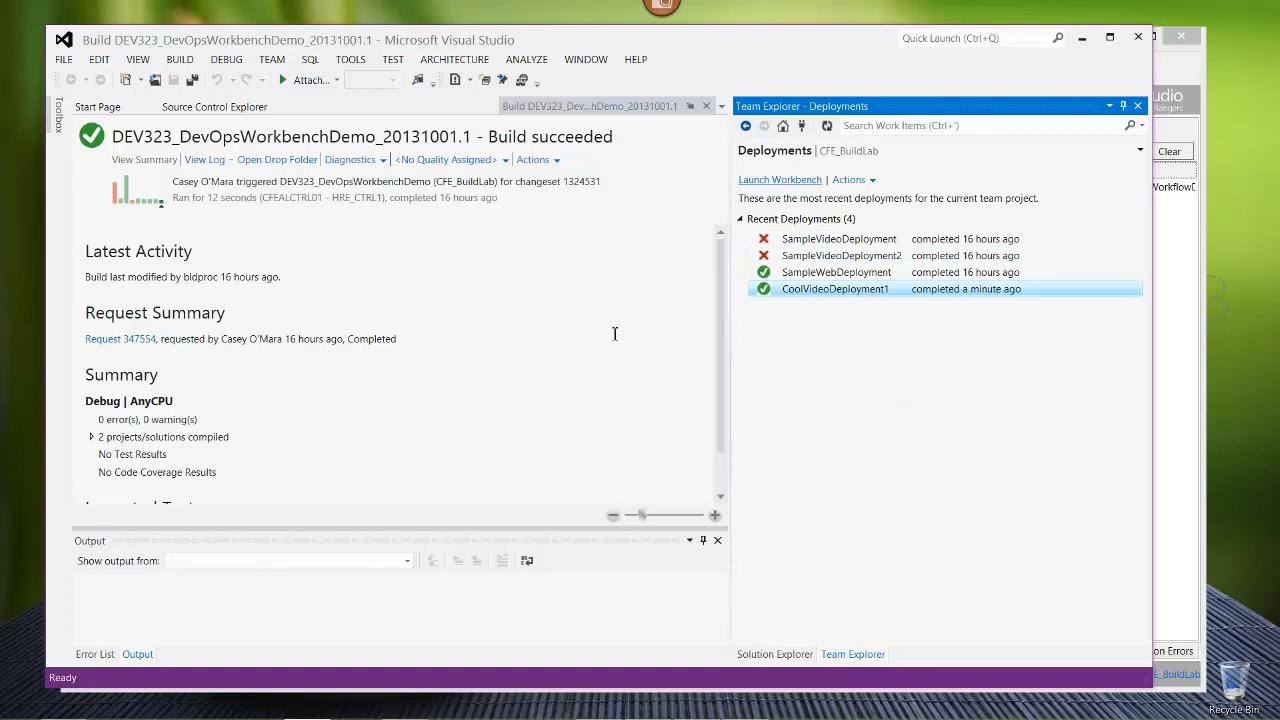 Build DEV323_DevOpsWorkbenchDemo_20131001.1 - Microsoft Visual Studio
Quick Launch (Ctrl+Q)
FILE EDIT VIEW BUILD DEBUG TEAM SQL TOOLS TEST ARCHITECTURE ANALYZE WINDOW HELP
Attach...
Toolbox
Start Page Source Control Explorer Build DEV323_Dev...hDemo_20131001.1
DEV323_DevOpsWorkbenchDemo_20131001.1 - Build succeeded
View Summary | View Log - Open Drop Folder | Diagnostics | <No Quality Assigned> | Actions
Casey O'Mara triggered DEV323_DevOpsWorkbenchDemo (CFE_BuildLab) for changeset 1324531
Ran for 12 seconds (CFEALCTRL01 - HRE_CTRL1), completed 16 hours ago
Latest Activity
Build last modified by bldproc 16 hours ago.
Request Summary
Request 347554, requested by Casey O'Mara 16 hours ago, Completed
Summary
Debug | AnyCPU
0 error(s), 0 warning(s)
2 projects/solutions compiled
No Test Results
No Code Coverage Results
Output
Show output from:
Error List Output
Ready
Team Explorer - Deployments
Search Work Items (Ctrl+')
Deployments | CFE_BuildLab
Launch Workbench | Actions
These are the most recent deployments for the current team project.
Recent Deployments (4)
SampleVideoDeployment completed 16 hours ago
SampleVideoDeployment2 completed 16 hours ago
SampleWebDeployment completed 16 hours ago
CoolVideoDeployment1 completed a minute ago
Solution Explorer Team Explorer
Rangers
Clear
on Errors
E_BuildLab
Recycle Bin